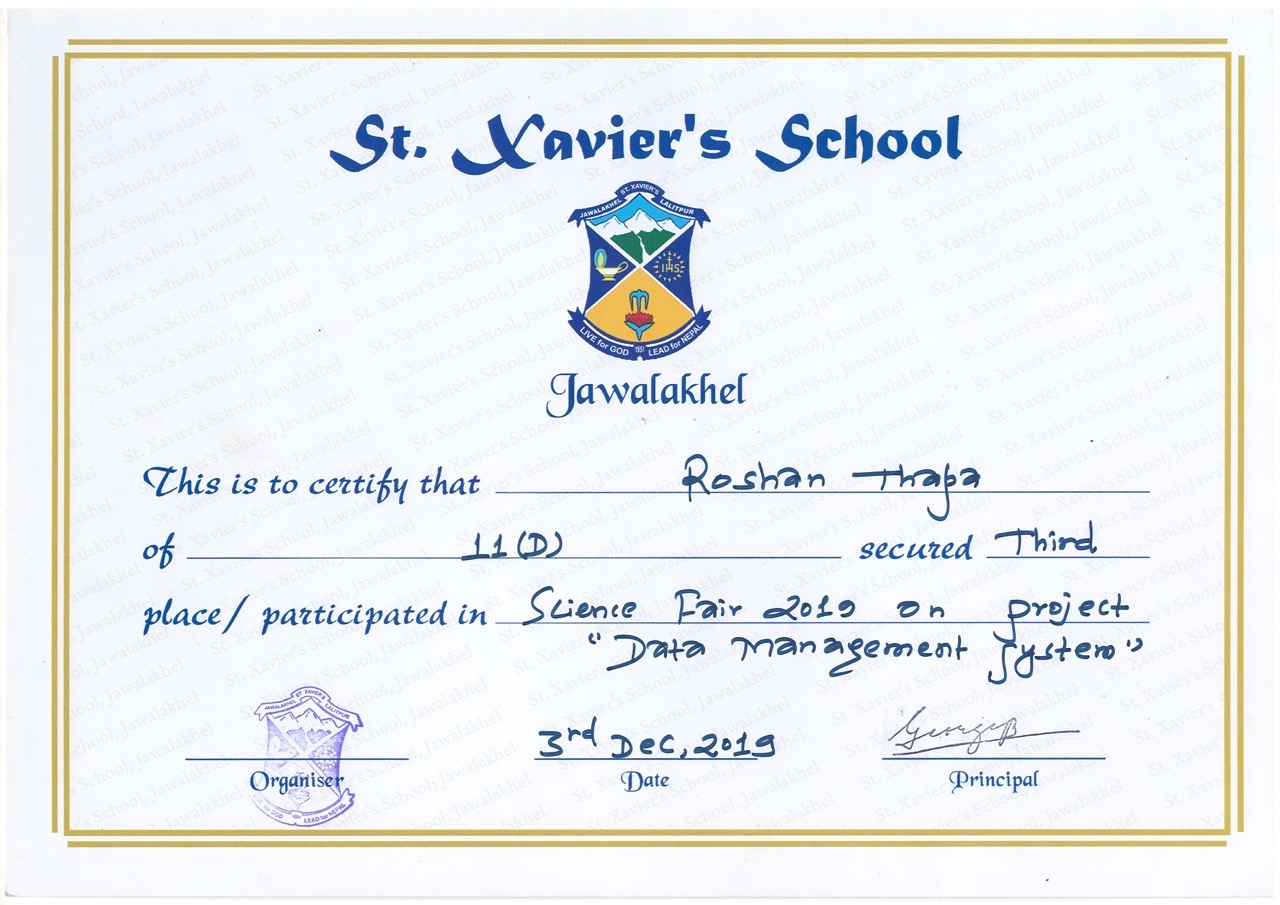 St. Xavier's School
ST. XAVIER'S
JAWALAKHEL LALITPUR
IHS
LIVE for GOD 1951 LEAD for NEPAL
Jawalakhel
This is to certify that Roshan Thapa
of 11(D) secured Third
place/ participated in Science Fair 2019 on project
"Data Management System"
JAWALAKHEL ST. XAVIER'S LALITPUR
3rd Dec, 2019
Organiser Date Principal
LIVE for GOD 1951 LEAD for NEPAL